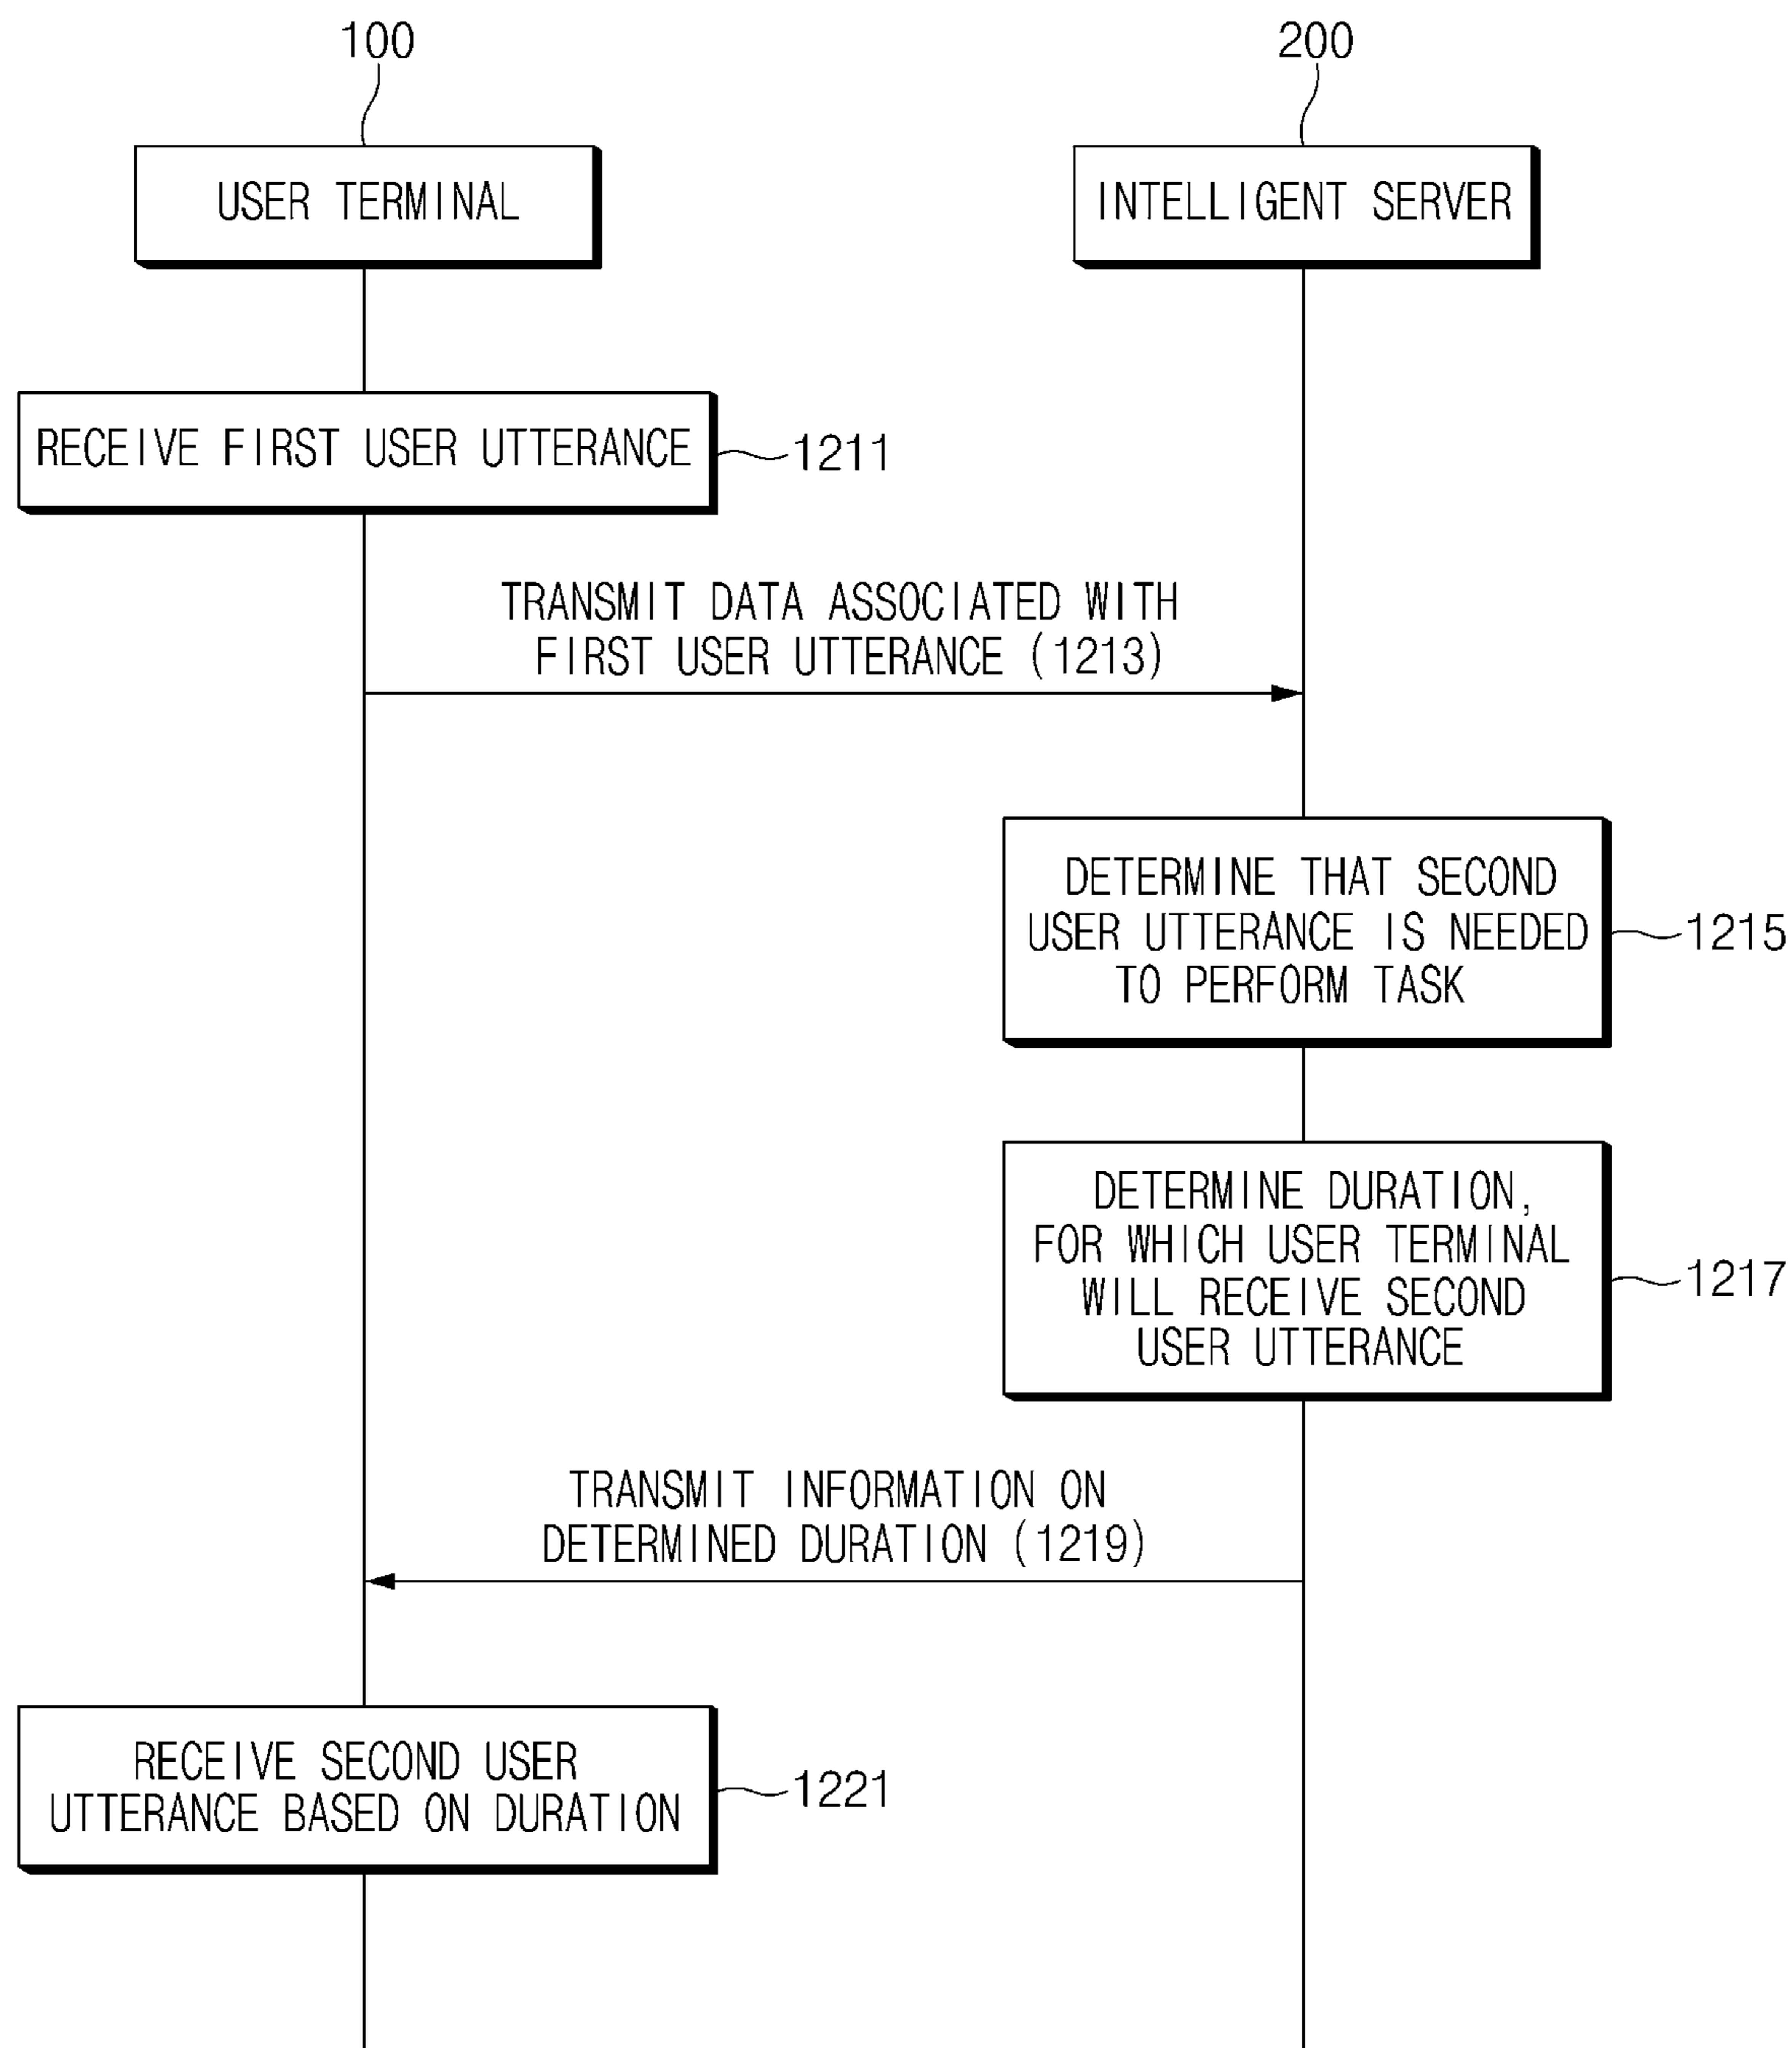 100
200
USER TERMINAL
INTELLIGENT SERVER
RECEIVE FIRST USER UTTERANCE
1211
TRANSMIT DATA ASSOCIATED WITH
FIRST USER UTTERANCE (1213)
DETERMINE THAT SECOND
USER UTTERANCE IS NEEDED
TO PERFORM TASK
1215
DETERMINE DURATION,
FOR WHICH USER TERMINAL
WILL RECEIVE SECOND
USER UTTERANCE
1217
TRANSMIT INFORMATION ON
DETERMINED DURATION (1219)
RECEIVE SECOND USER
UTTERANCE BASED ON DURATION
1221